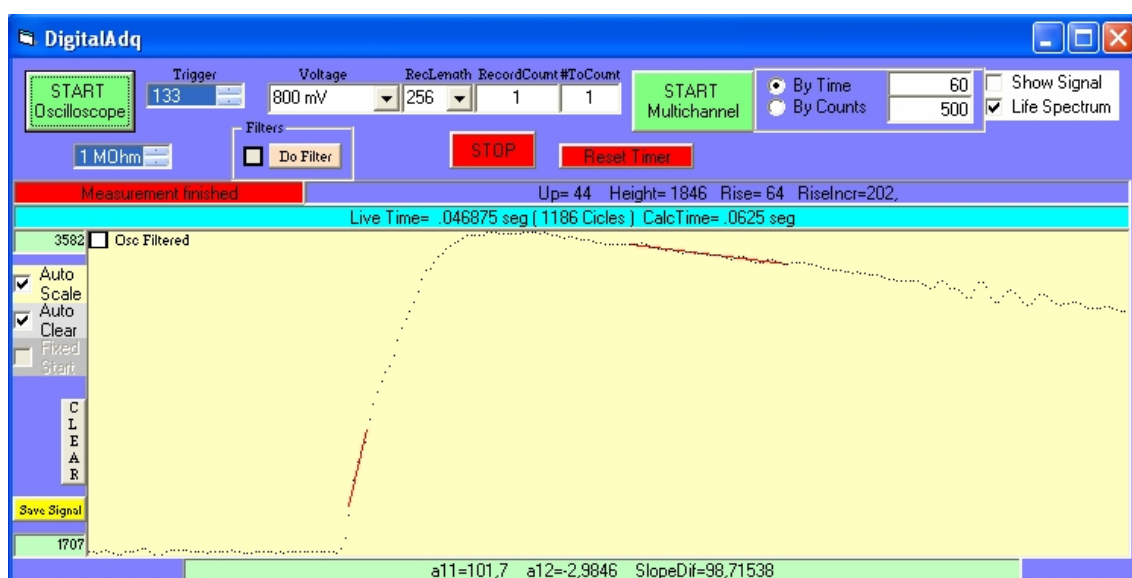 DigitalAdq
START Oscilloscope
Trigger
133
Voltage
800 mV
RecLength
256
RecordCount
1
#ToCount
1
START Multichannel
By Time
60
By Counts
500
Show Signal
Life Spectrum
1 MOhm
Filters
Do Filter
STOP
Reset Timer
Measurement finished
Up= 44 Height= 1846 Rise= 64 RiseIncr=202,
Live Time= .046875 seg ( 1186 Cicles ) CalcTime= .0625 seg
3582
Osc Filtered
Auto Scale
Auto Clear
Fixed Start
CLEAR
Save Signal
1707
a11=101,7 a12=-2,9846 SlopeDif=98,71538